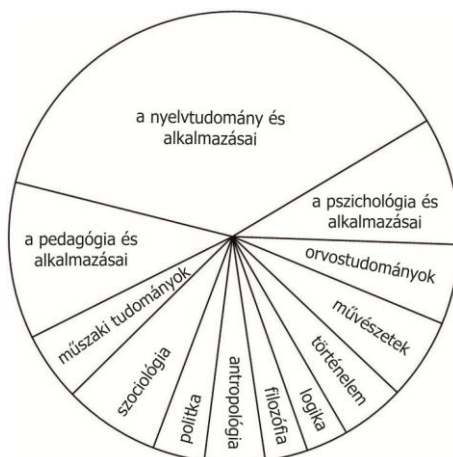 a nyelvtudomány és
alkalmazásai
a pszichológia és
alkalmazásai
orvostudományok
művészetek
történelem
logika
filozófia
antropológia
politka
szociológia
műszaki tudományok
a pedagógia és
alkalmazásai